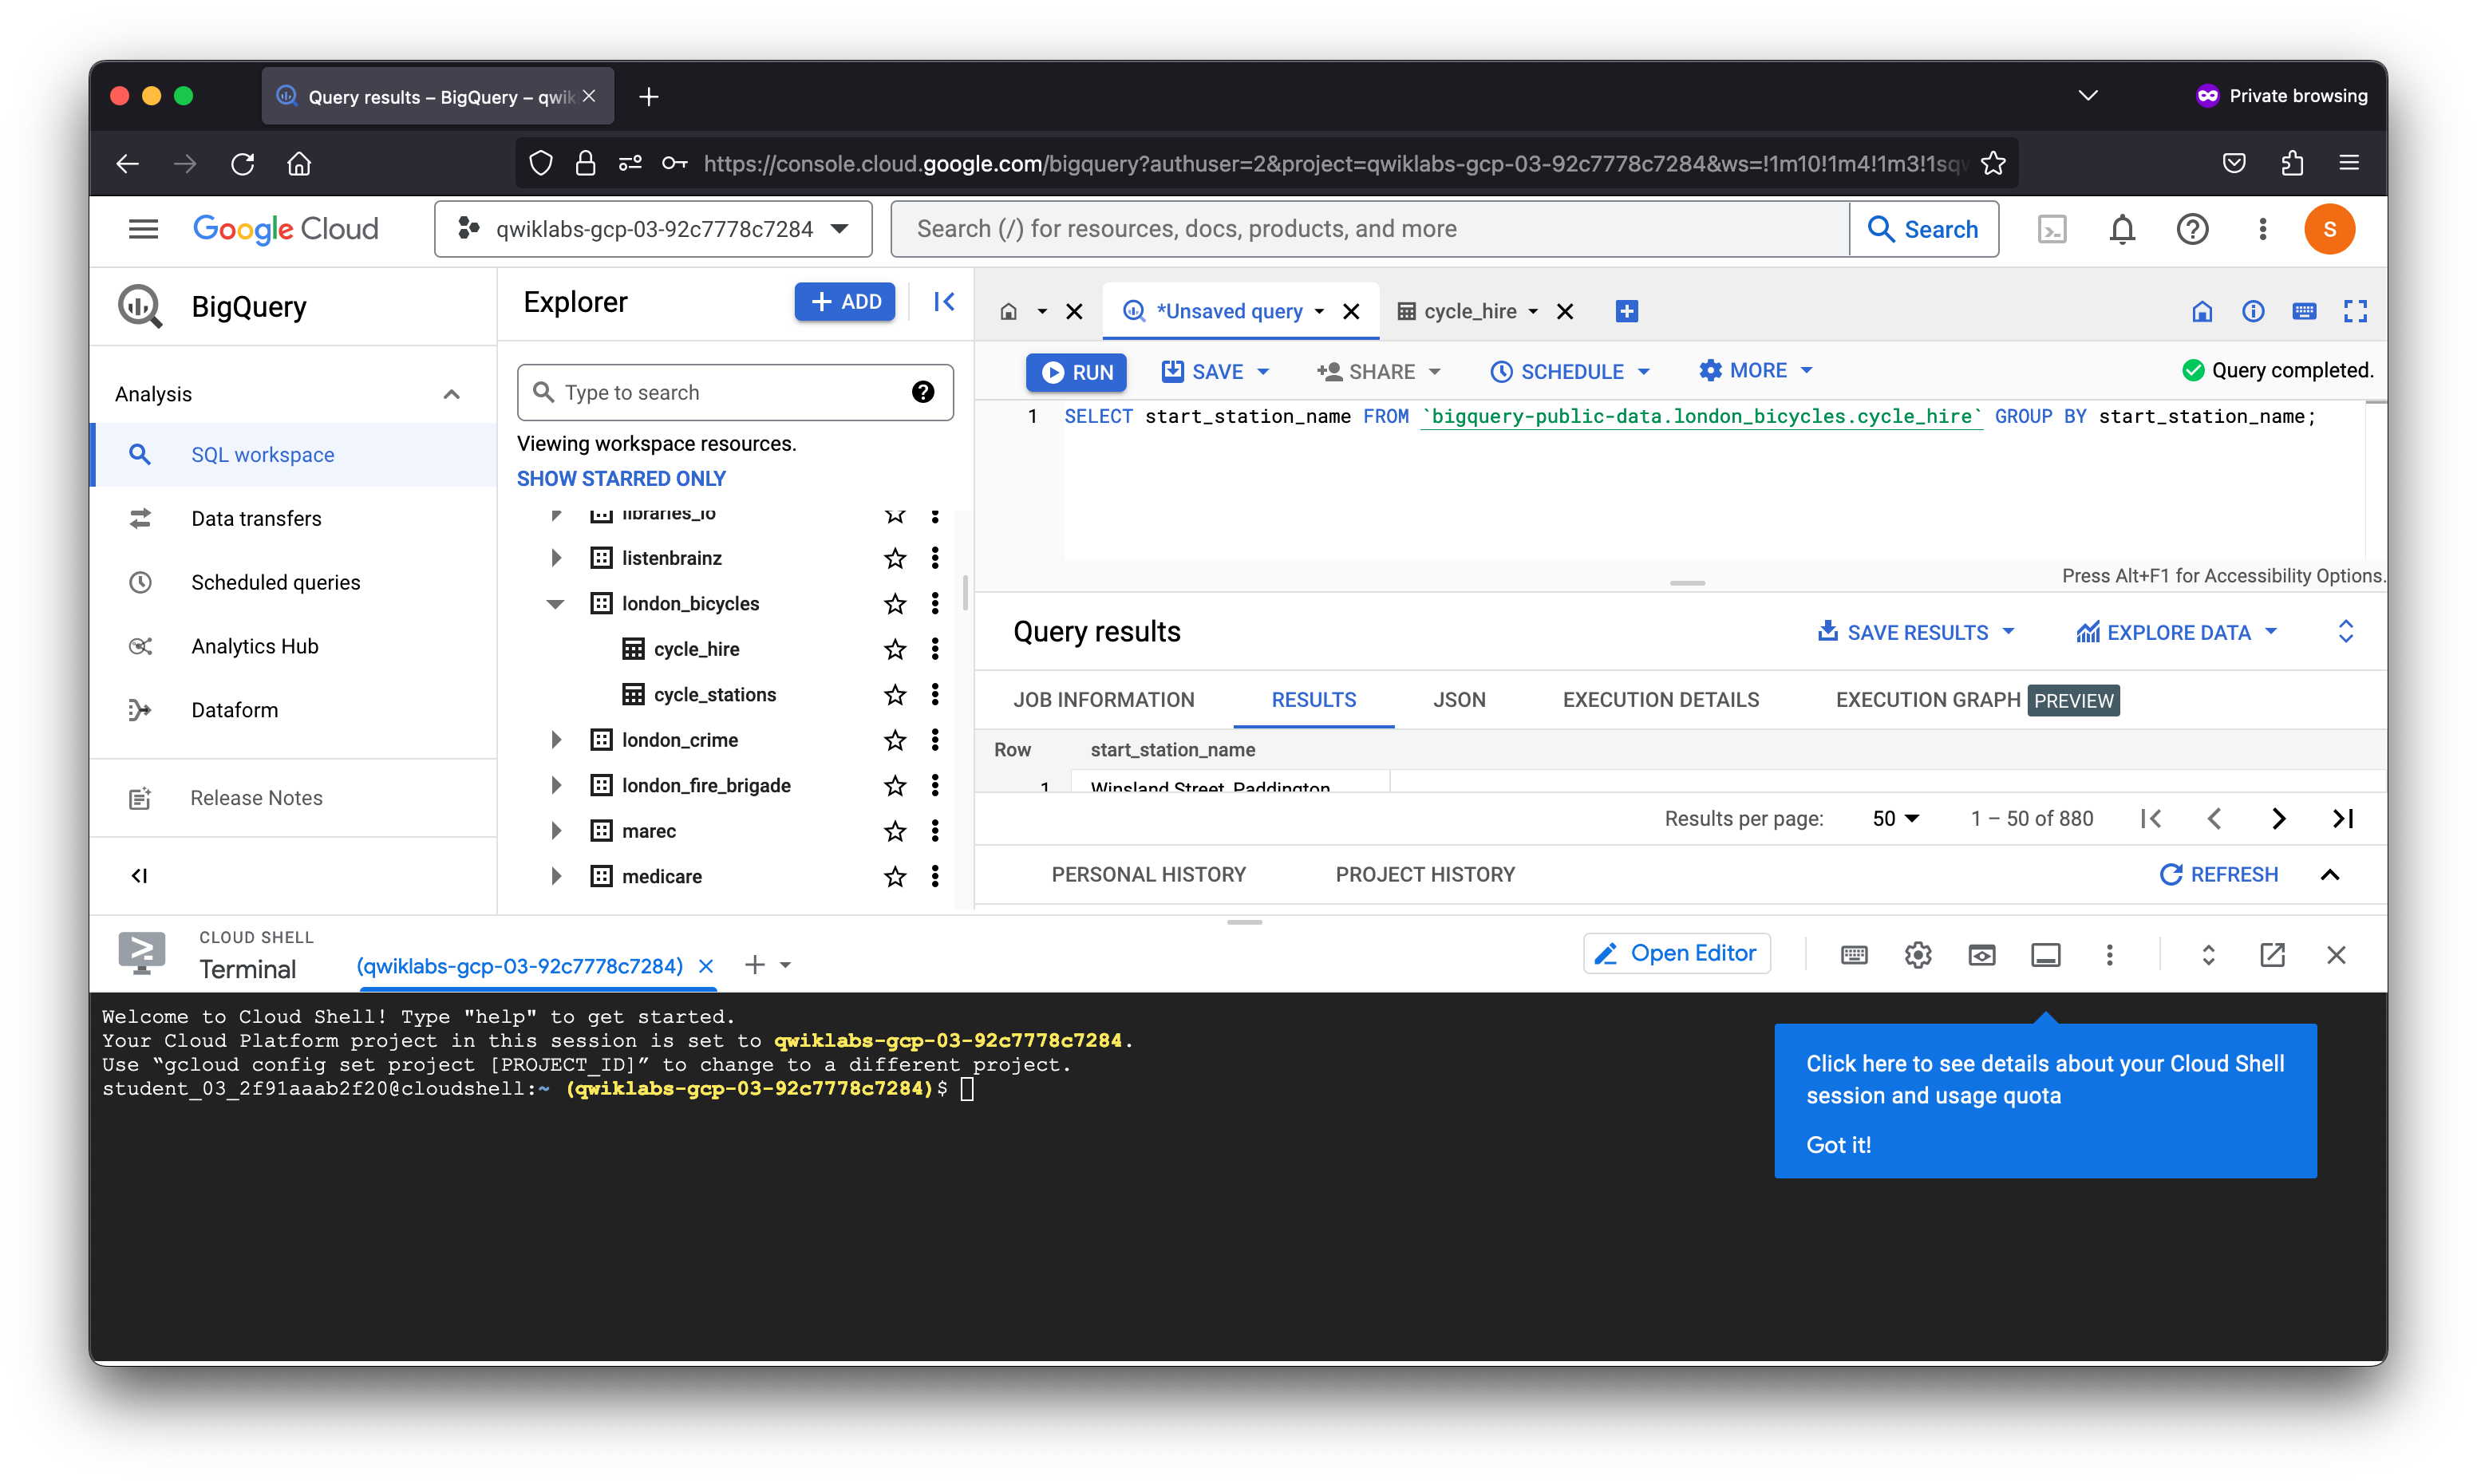 Query results – BigQuery – qwik
Private browsing
https://console.cloud.google.com/bigquery?authuser=2&project=qwiklabs-gcp-03-92c7778c7284&ws=!1m10!1m4!1m3!1sqw
Google Cloud
qwiklabs-gcp-03-92c7778c7284
Search (/) for resources, docs, products, and more
Search
S
BigQuery
Analysis
SQL workspace
Data transfers
Scheduled queries
Analytics Hub
Dataform
Release Notes
Explorer
+ ADD
Type to search
Viewing workspace resources.
SHOW STARRED ONLY
libraries_io
listenbrainz
london_bicycles
cycle_hire
cycle_stations
london_crime
london_fire_brigade
marec
medicare
*Unsaved query
cycle_hire
RUN
SAVE
SHARE
SCHEDULE
MORE
Query completed.
1 SELECT start_station_name FROM `bigquery-public-data.london_bicycles.cycle_hire` GROUP BY start_station_name;
Press Alt+F1 for Accessibility Options.
Query results
SAVE RESULTS
EXPLORE DATA
JOB INFORMATION
RESULTS
JSON
EXECUTION DETAILS
EXECUTION GRAPH PREVIEW
Row start_station_name
1 Winsland Street, Paddington
Results per page: 50 1 – 50 of 880
PERSONAL HISTORY
PROJECT HISTORY
REFRESH
CLOUD SHELL
Terminal
(qwiklabs-gcp-03-92c7778c7284)
Open Editor
Welcome to Cloud Shell! Type "help" to get started.
Your Cloud Platform project in this session is set to qwiklabs-gcp-03-92c7778c7284.
Use “gcloud config set project [PROJECT_ID]” to change to a different project.
student_03_2f91aaab2f20@cloudshell:~ (qwiklabs-gcp-03-92c7778c7284)$
Click here to see details about your Cloud Shell
session and usage quota
Got it!